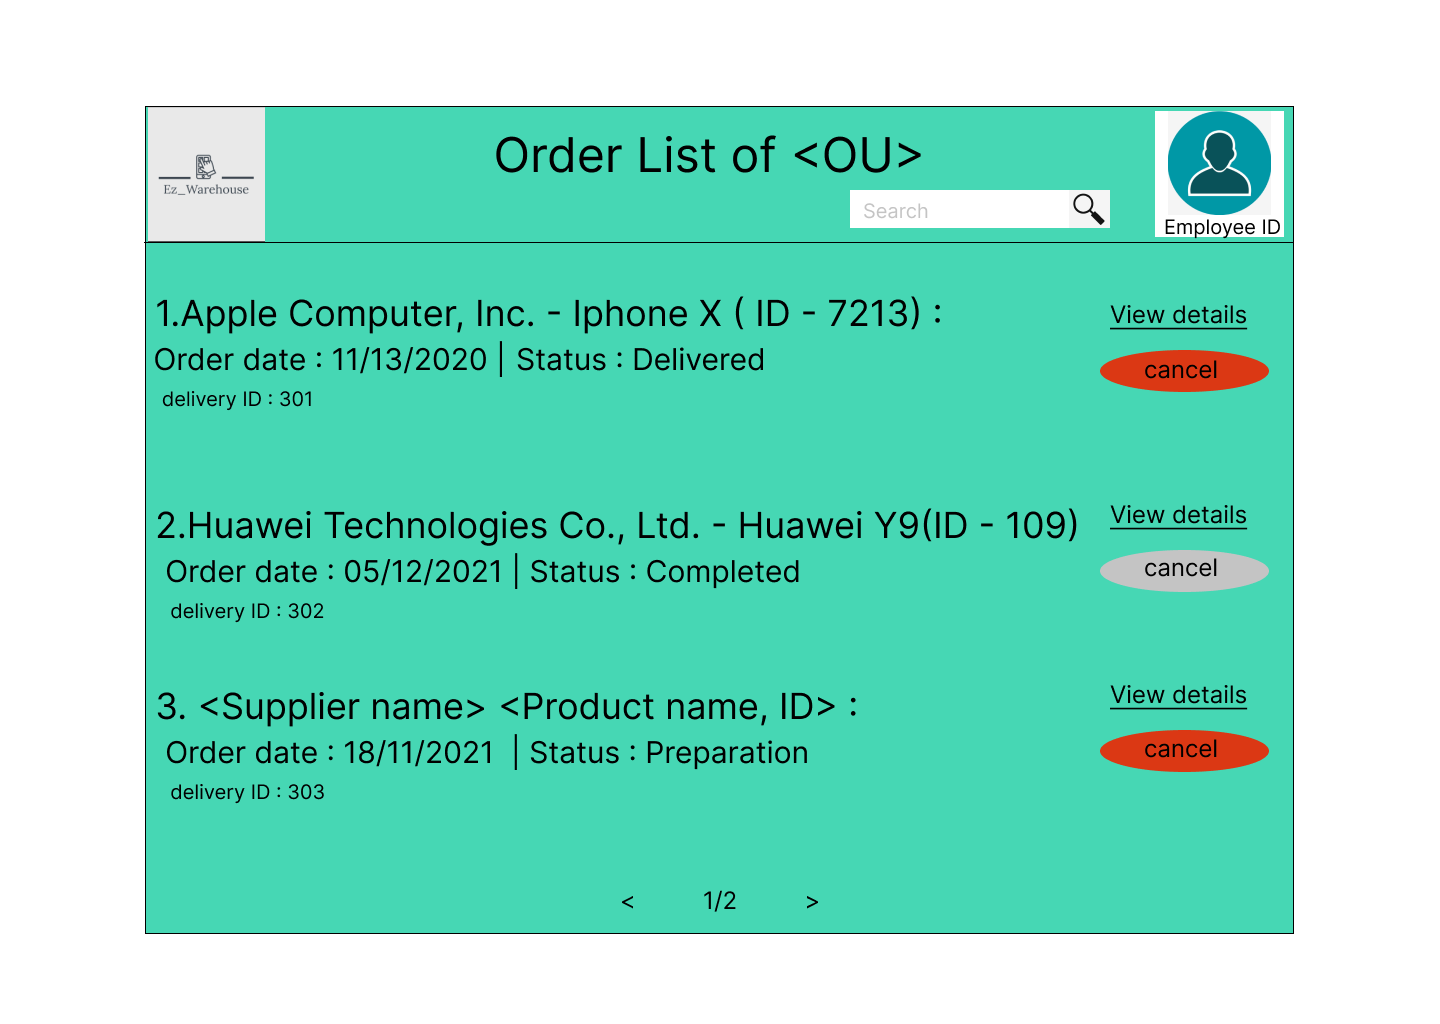 Ez_Warehouse
Order List of <OU>
Search
Employee ID
1.Apple Computer, Inc. - Iphone X ( ID - 7213) :
View details
Order date : 11/13/2020 | Status : Delivered
cancel
delivery ID : 301
2.Huawei Technologies Co., Ltd. - Huawei Y9(ID - 109)
View details
Order date : 05/12/2021 | Status : Completed
cancel
delivery ID : 302
3. <Supplier name> <Product name, ID> :
View details
Order date : 18/11/2021 | Status : Preparation
cancel
delivery ID : 303
< 1/2 >